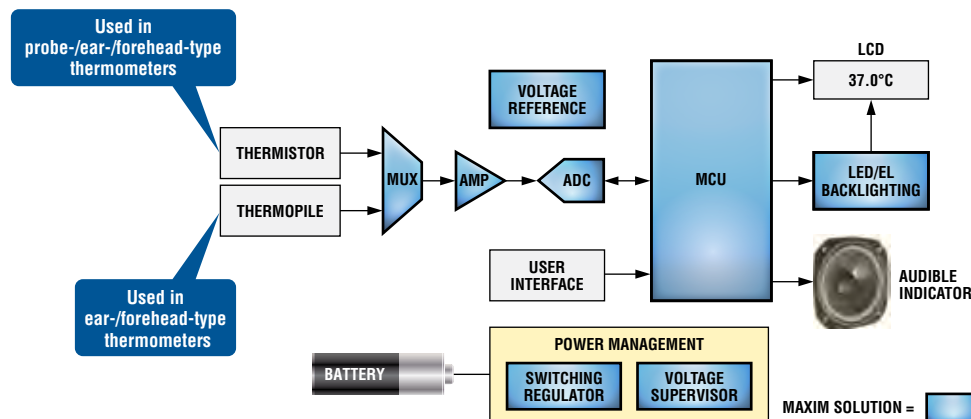 Used in
probe-/ear-/forehead-type
thermometers
LCD
37.0°C
VOLTAGE
REFERENCE
THERMISTOR
THERMOPILE
MUX
AMP
ADC
MCU
LED/EL
BACKLIGHTING
USER
INTERFACE
AUDIBLE
INDICATOR
Used in
ear-/forehead-type
thermometers
BATTERY
POWER MANAGEMENT
SWITCHING
REGULATOR
VOLTAGE
SUPERVISOR
MAXIM SOLUTION =